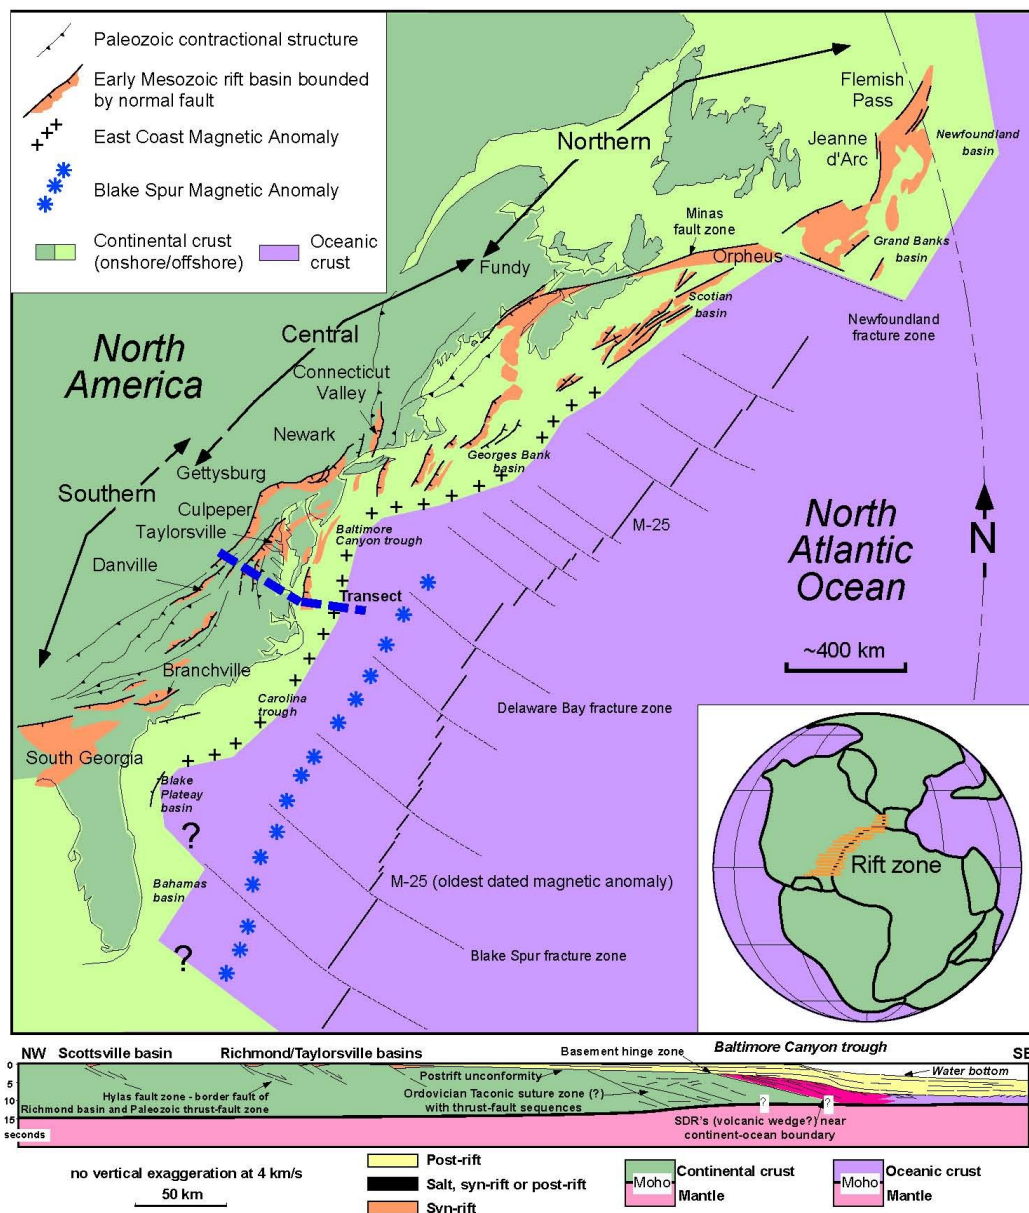 Paleozoic contractional structure
Early Mesozoic rift basin bounded
by normal fault
East Coast Magnetic Anomaly
Blake Spur Magnetic Anomaly
Continental crust
(onshore/offshore)
Oceanic
crust
Northern
Flemish
Pass
Jeanne
d'Arc
Newfoundland
basin
Minas
fault zone
Fundy
Orpheus
Grand Banks
basin
Scotian
basin
Newfoundland
fracture zone
North
America
Central
Connecticut
Valley
Newark
Georges Bank
basin
Gettysburg
Southern
Culpeper
Taylorsville
Baltimore
Canyon trough
M-25
North
Atlantic
Ocean
N
Danville
Transect
~400 km
Branchville
Carolina
trough
Delaware Bay fracture zone
South Georgia
Blake
Plateay
basin
?
Rift zone
Bahamas
basin
M-25 (oldest dated magnetic anomaly)
?
Blake Spur fracture zone
NW
Scottsville basin
Richmond/Taylorsville basins
Basement hinge zone
Baltimore Canyon trough
SE
0
5
10
15
seconds
Postrift unconformity
Water bottom
Hylas fault zone - border fault of
Richmond basin and Paleozic thrust-fault zone
Ordovician Taconic suture zone (?)
with thrust-fault sequences
?
?
SDR's (volcanic wedge?) near
continent-ocean boundary
no vertical exaggeration at 4 km/s
50 km
Post-rift
Salt, syn-rift or post-rift
Syn-rift
Continental crust
Moho
Mantle
Oceanic crust
Moho
Mantle